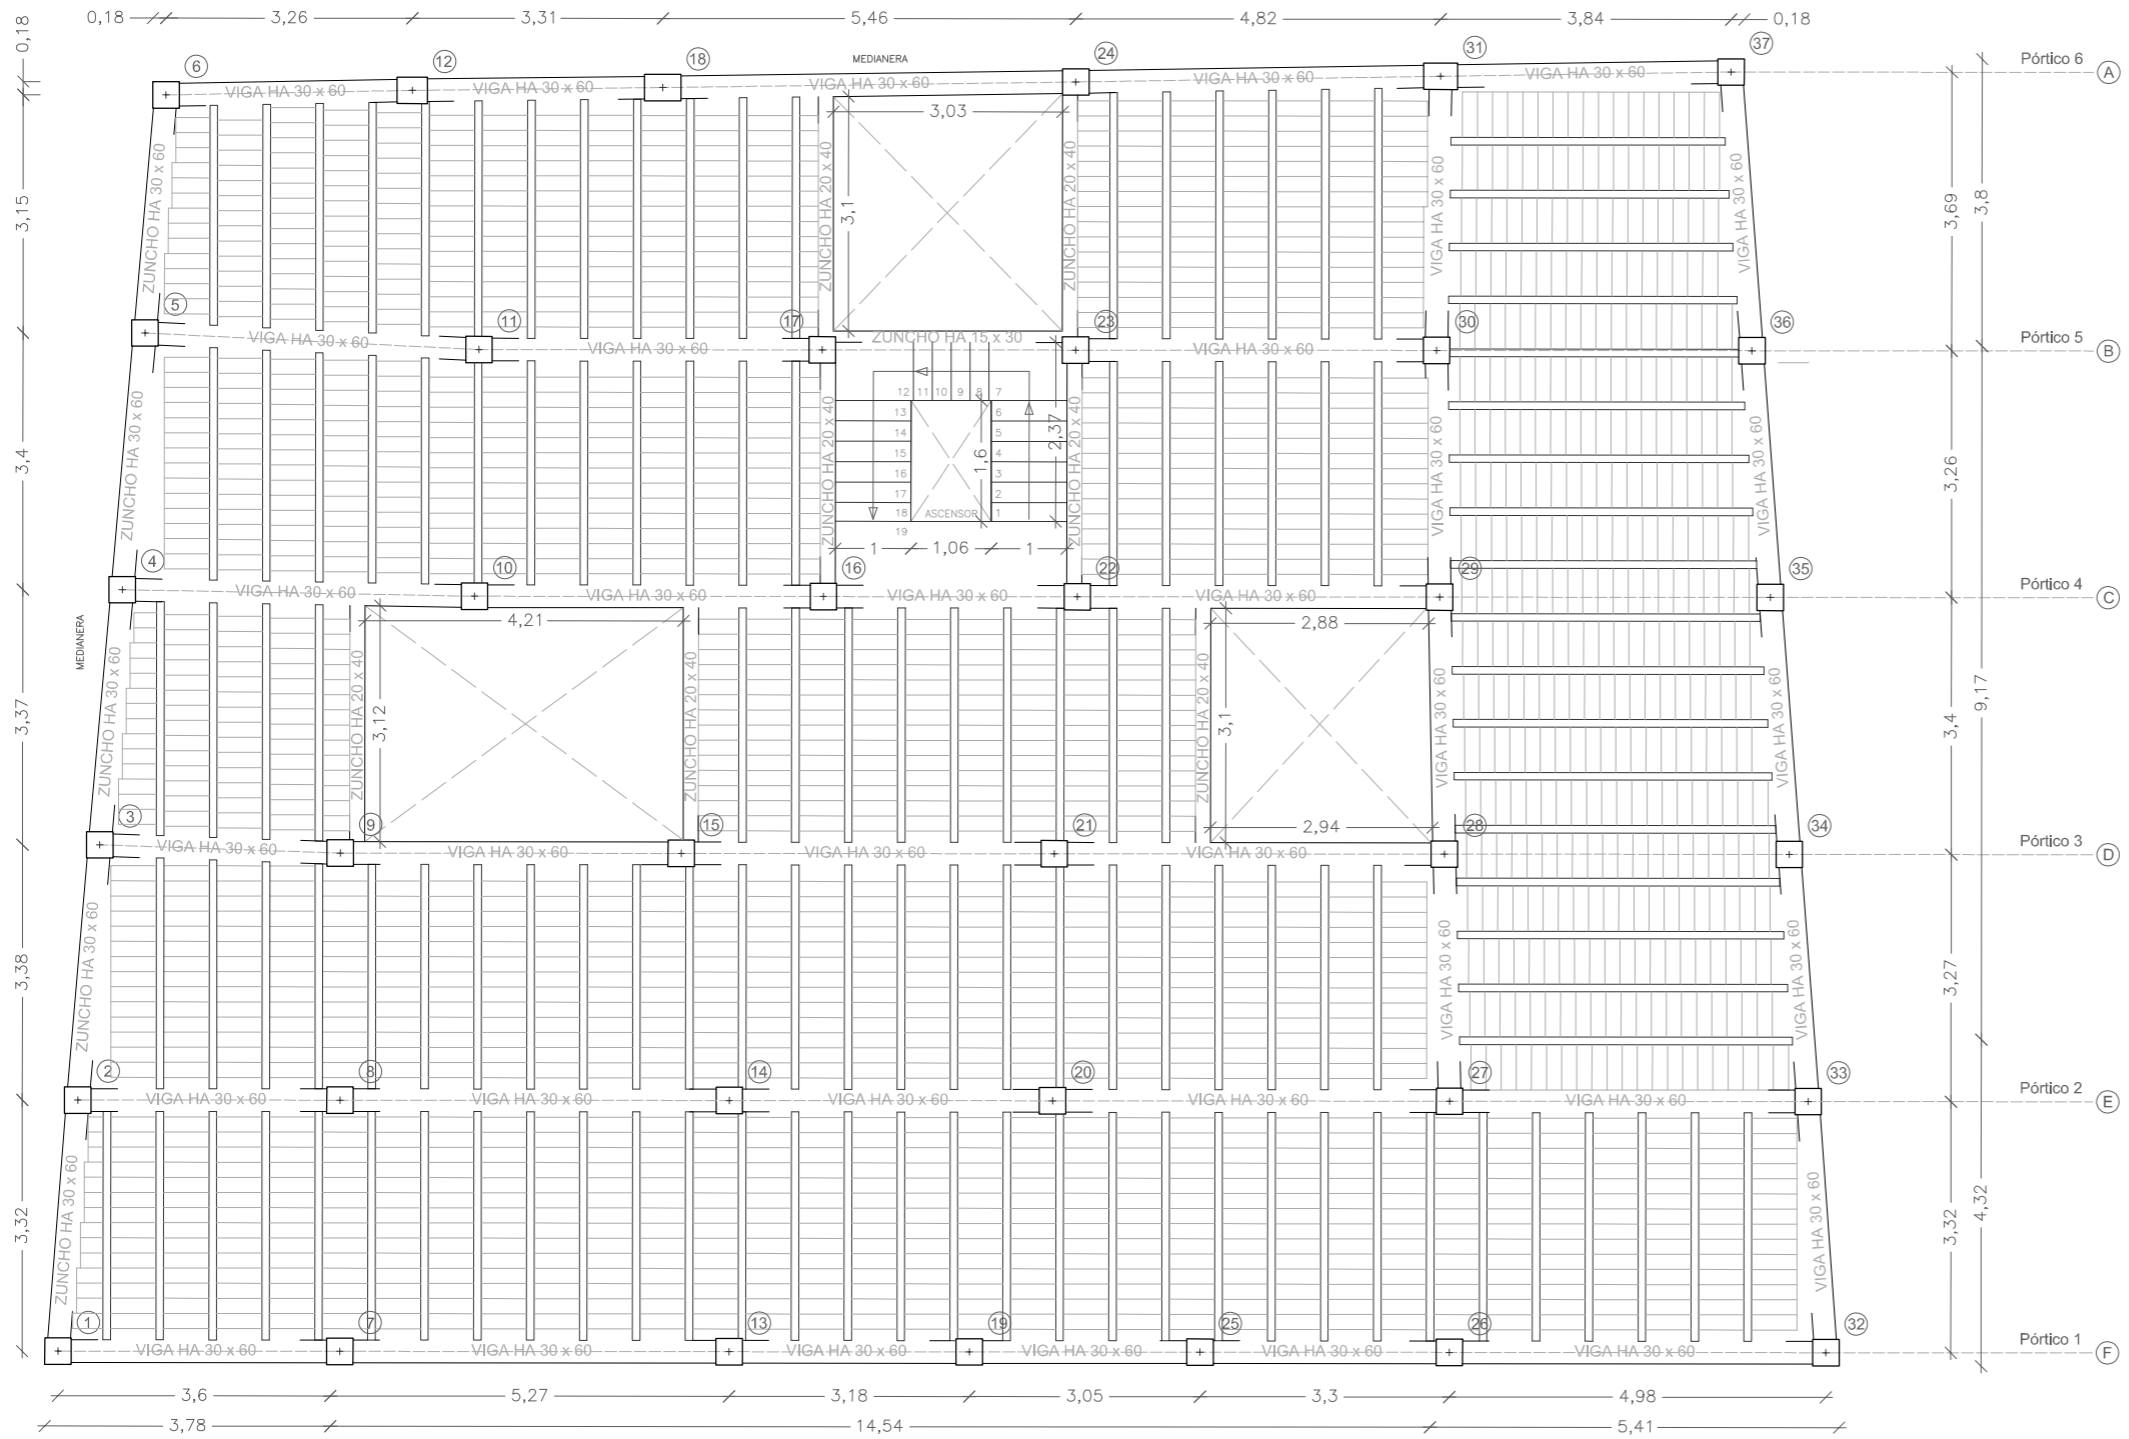 0,18 3,26 3,31 5,46 4,82 3,84 0,18
0,18
6 12 18 MEDIANERA 24 31 37
Pórtico 6 A
VIGA HA 30 x 60 VIGA HA 30 x 60 VIGA HA 30 x 60 VIGA HA 30 x 60 VIGA HA 30 x 60
3,03
3,15
ZUNCHO HA 30 x 60
ZUNCHO HA 20 x 40
3,1
ZUNCHO HA 20 x 40
VIGA HA 30 x 60
VIGA HA 30 x 60
3,69
3,8
5 11 17 23 30 36
Pórtico 5 B
VIGA HA 30 x 60 VIGA HA 30 x 60 ZUNCHO HA 15 x 30 VIGA HA 30 x 60
3,4
ZUNCHO HA 30 x 60
ZUNCHO HA 20 x 40
12 11 10 9 8 7
13 6
14 5
15 4
16 3
17 2
18 ASCENSOR 1
19
1,6
2,37
ZUNCHO HA 20 x 40
VIGA HA 30 x 60
VIGA HA 30 x 60
3,26
1 1,06 1
4 10 16 22 29 35
Pórtico 4 C
VIGA HA 30 x 60 VIGA HA 30 x 60 VIGA HA 30 x 60 VIGA HA 30 x 60
4,21 2,88
MEDIANERA
3,37
ZUNCHO HA 30 x 60
ZUNCHO HA 20 x 40
3,12
ZUNCHO HA 20 x 40
ZUNCHO HA 20 x 40
3,1
VIGA HA 30 x 60
VIGA HA 30 x 60
3,4
9,17
2,94
3 9 15 21 28 34
Pórtico 3 D
VIGA HA 30 x 60 VIGA HA 30 x 60 VIGA HA 30 x 60 VIGA HA 30 x 60
3,38
ZUNCHO HA 30 x 60
VIGA HA 30 x 60
VIGA HA 30 x 60
3,27
2 8 14 20 27 33
Pórtico 2 E
VIGA HA 30 x 60 VIGA HA 30 x 60 VIGA HA 30 x 60 VIGA HA 30 x 60 VIGA HA 30 x 60
3,32
ZUNCHO HA 30 x 60
VIGA HA 30 x 60
3,32
4,32
1 7 13 19 25 26 32
Pórtico 1 F
VIGA HA 30 x 60 VIGA HA 30 x 60 VIGA HA 30 x 60 VIGA HA 30 x 60 VIGA HA 30 x 60 VIGA HA 30 x 60
3,6 5,27 3,18 3,05 3,3 4,98
3,78 14,54 5,41